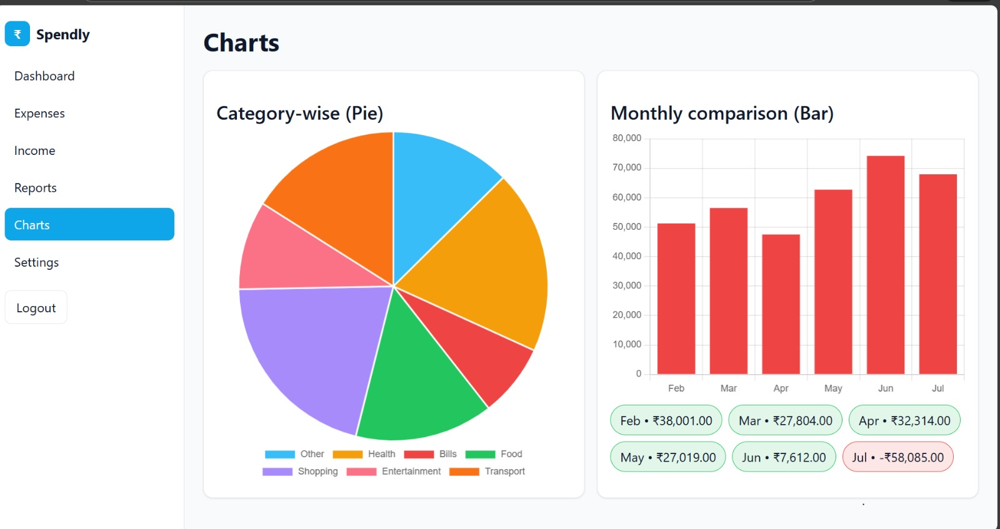 ₹ Spendly
Dashboard
Expenses
Income
Reports
Charts
Settings
Logout
Charts
Category-wise (Pie)
Other Health Bills Food
Shopping Entertainment Transport
Monthly comparison (Bar)
80,000
70,000
60,000
50,000
40,000
30,000
20,000
10,000
0
Feb Mar Apr May Jun Jul
Feb • ₹38,001.00 Mar • ₹27,804.00 Apr • ₹32,314.00
May • ₹27,019.00 Jun • ₹7,612.00 Jul • -₹58,085.00